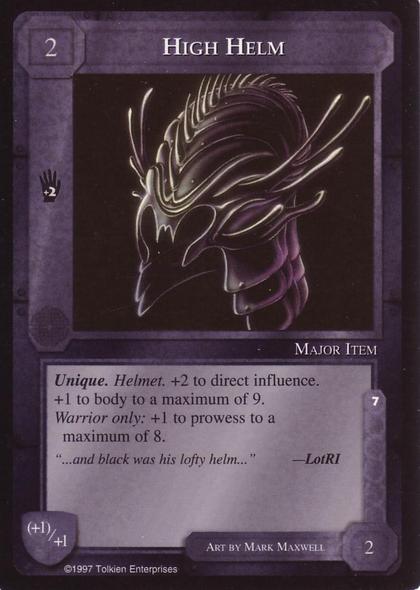 2
HIGH HELM
+2
MAJOR ITEM
Unique. Helmet. +2 to direct influence.
+1 to body to a maximum of 9.
Warrior only: +1 to prowess to a
maximum of 8.
“...and black was his lofty helm...” —LotRI
7
(+1)/+1
ART BY MARK MAXWELL
2
©1997 Tolkien Enterprises